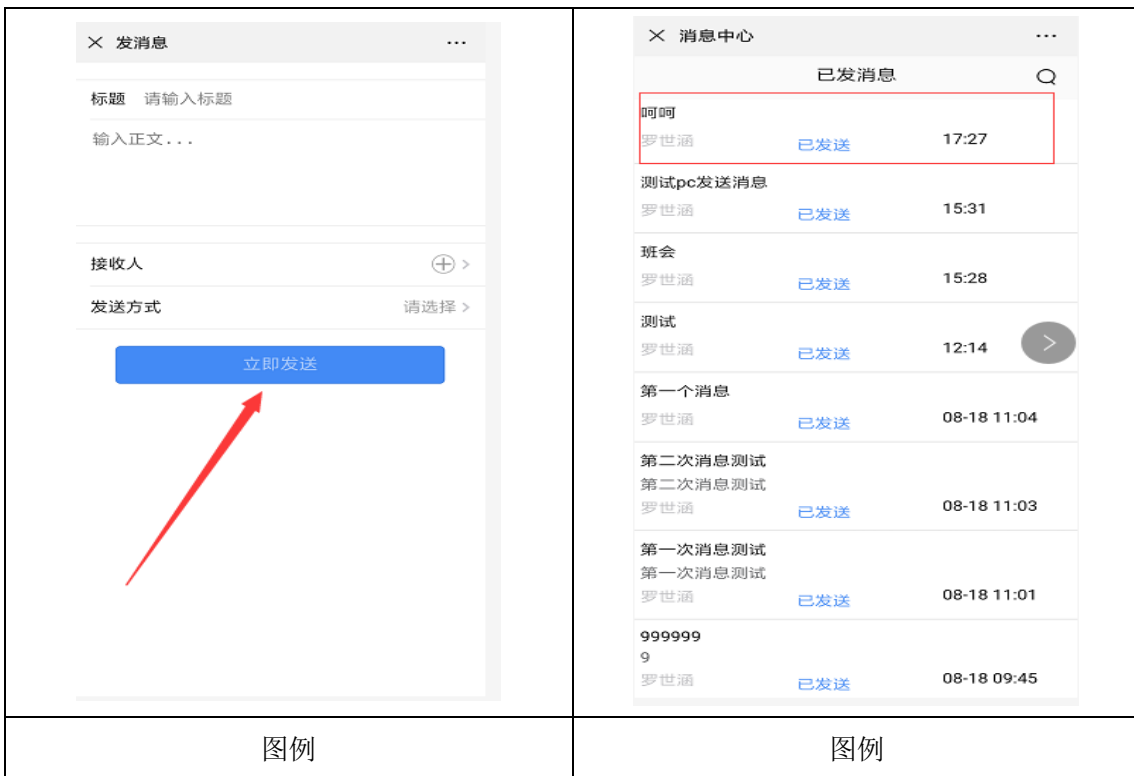 发消息
标题 请输入标题
输入正文...
接收人
发送方式 请选择
立即发送
图例
消息中心
已发消息
呵呵
罗世涵 已发送 17:27
测试pc发送消息
罗世涵 已发送 15:31
班会
罗世涵 已发送 15:28
测试
罗世涵 已发送 12:14
第一个消息
罗世涵 已发送 08-18 11:04
第二次消息测试
第二次消息测试
罗世涵 已发送 08-18 11:03
第一次消息测试
第一次消息测试
罗世涵 已发送 08-18 11:01
999999
9
罗世涵 已发送 08-18 09:45
图例